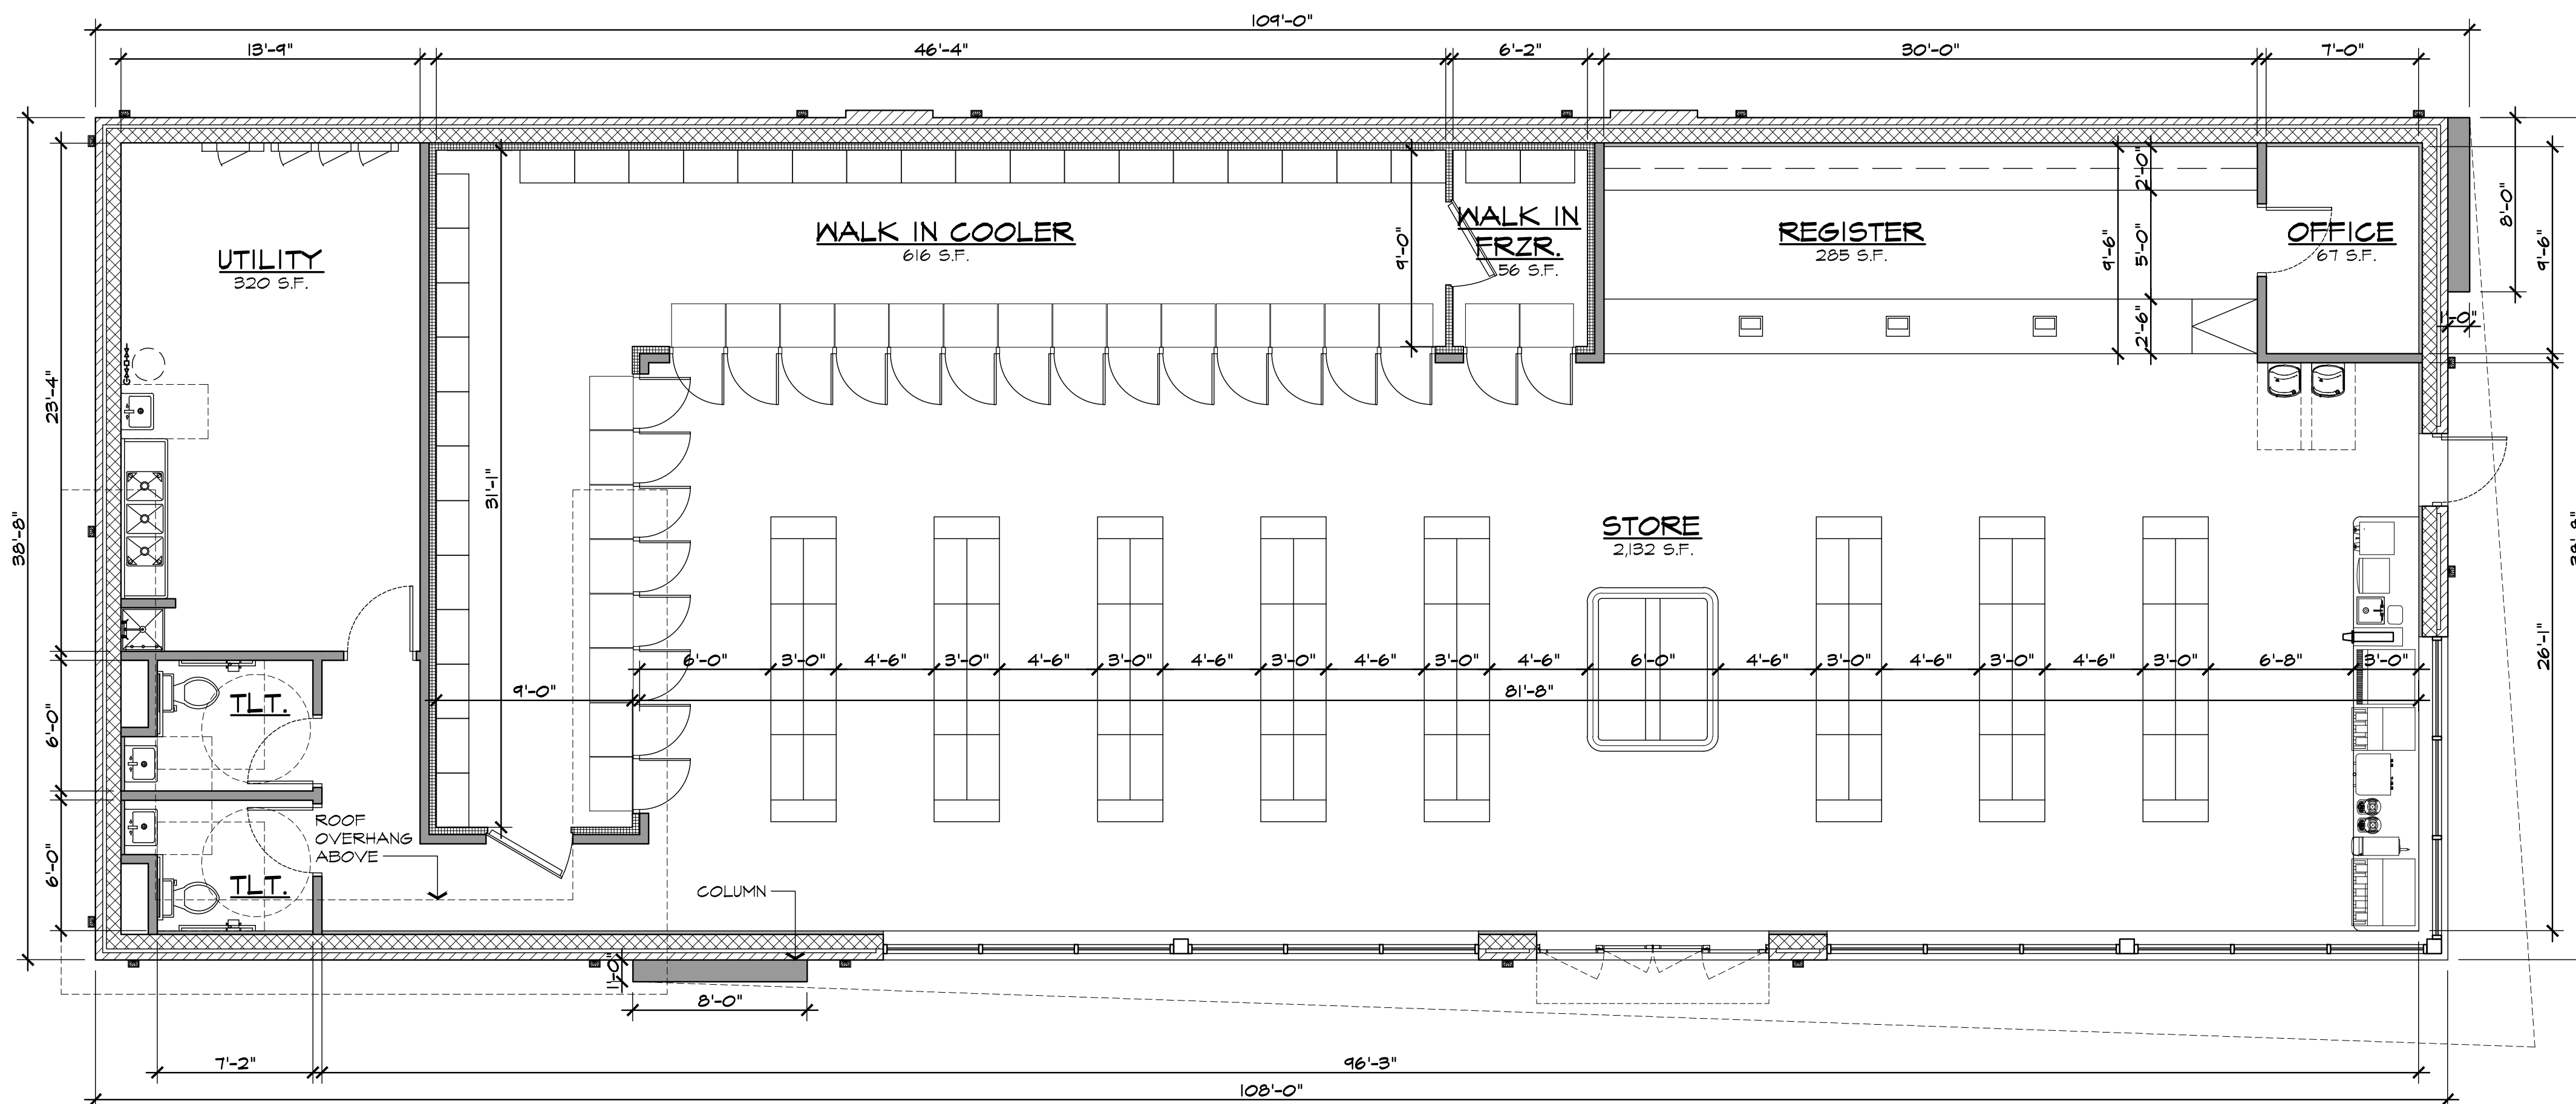 109'-0"
13'-9" 46'-4" 6'-2" 30'-0" 7'-0"
38'-8"
23'-4"
6'-0"
6'-0"
UTILITY
320 S.F.
WALK IN COOLER
616 S.F.
9'-0"
WALK IN
FRZR.
56 S.F.
REGISTER
285 S.F.
9'-6"
2'-0"
5'-0"
2'-6"
OFFICE
67 S.F.
8'-0"
9'-6"
1'-0"
31'-1"
STORE
2,132 S.F.
26'-1"
6'-0" 3'-0" 4'-6" 3'-0" 4'-6" 3'-0" 4'-6" 3'-0" 4'-6" 3'-0" 4'-6" 6'-0" 4'-6" 3'-0" 4'-6" 3'-0" 4'-6" 3'-0" 6'-8" 3'-0"
9'-0" 81'-8"
TLT.
TLT.
ROOF
OVERHANG
ABOVE
COLUMN
1'-0"
8'-0"
7'-2" 96'-3"
108'-0"